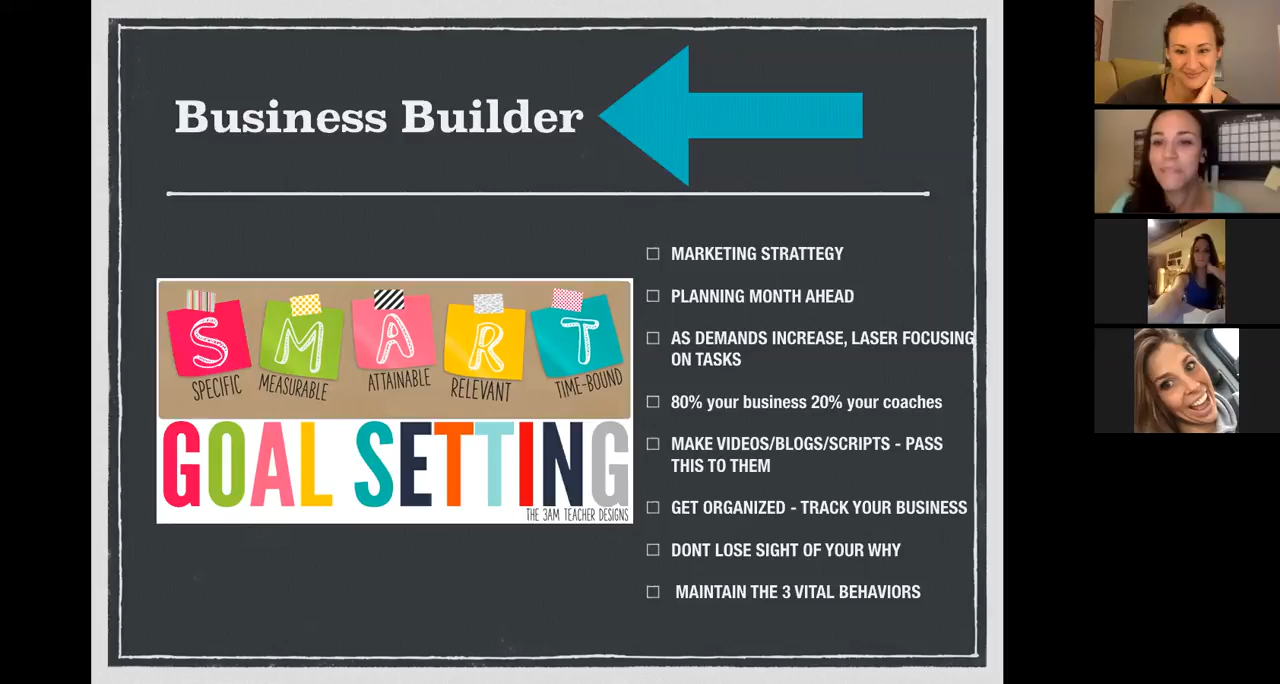 Business Builder
S M A R T
SPECIFIC MEASURABLE ATTAINABLE RELEVANT TIME-BOUND
GOAL SETTING
THE 3AM TEACHER DESIGNS
MARKETING STRATTEGY
PLANNING MONTH AHEAD
AS DEMANDS INCREASE, LASER FOCUSING
ON TASKS
80% your business 20% your coaches
MAKE VIDEOS/BLOGS/SCRIPTS - PASS
THIS TO THEM
GET ORGANIZED - TRACK YOUR BUSINESS
DONT LOSE SIGHT OF YOUR WHY
MAINTAIN THE 3 VITAL BEHAVIORS